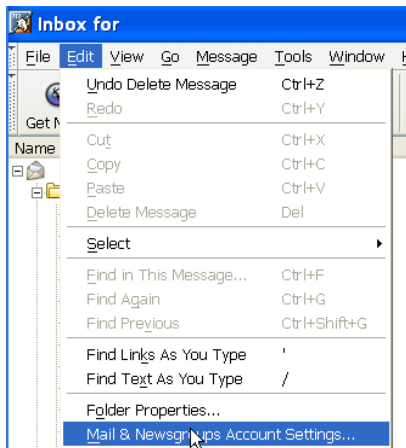 Inbox for
File Edit View Go Message Tools Window
Get
Name
Undo Delete Message Ctrl+Z
Redo Ctrl+Y
Cut Ctrl+X
Copy Ctrl+C
Paste Ctrl+V
Delete Message Del
Select
Find in This Message... Ctrl+F
Find Again Ctrl+G
Find Previous Ctrl+Shift+G
Find Links As You Type '
Find Text As You Type /
Folder Properties...
Mail & Newsgroups Account Settings...